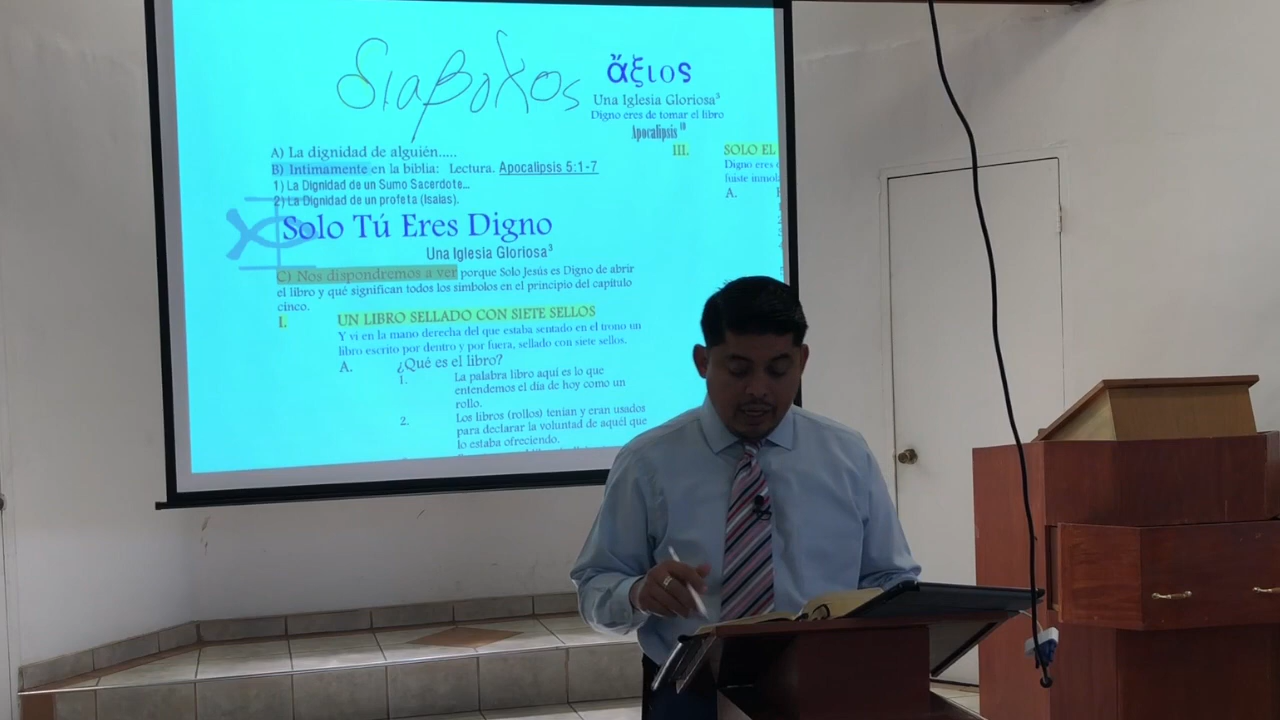 διαβολος
ἄξιος
Una Iglesia Gloriosa³
Digno eres de tomar el libro
Apocalipsis¹⁹
A) La dignidad de alguién.....
B) Intimamente en la biblia: Lectura. Apocalipsis 5:1-7
1) La Dignidad de un Sumo Sacerdote...
2) La Dignidad de un profeta (Isaías).
Solo Tú Eres Digno
Una Iglesia Gloriosa³
C) Nos dispondremos a ver porque Solo Jesús es Digno de abrir
el libro y qué significan todos los símbolos en el principio del capítulo
cinco.
I. UN LIBRO SELLADO CON SIETE SELLOS
Y vi en la mano derecha del que estaba sentado en el trono un
libro escrito por dentro y por fuera, sellado con siete sellos.
A. ¿Qué es el libro?
1. La palabra libro aquí es lo que
entendemos el día de hoy como un
rollo.
2. Los libros (rollos) tenían y eran usados
para declarar la voluntad de aquél que
lo estaba ofreciendo.
III. SOLO EL
Digno eres
fuiste
A.